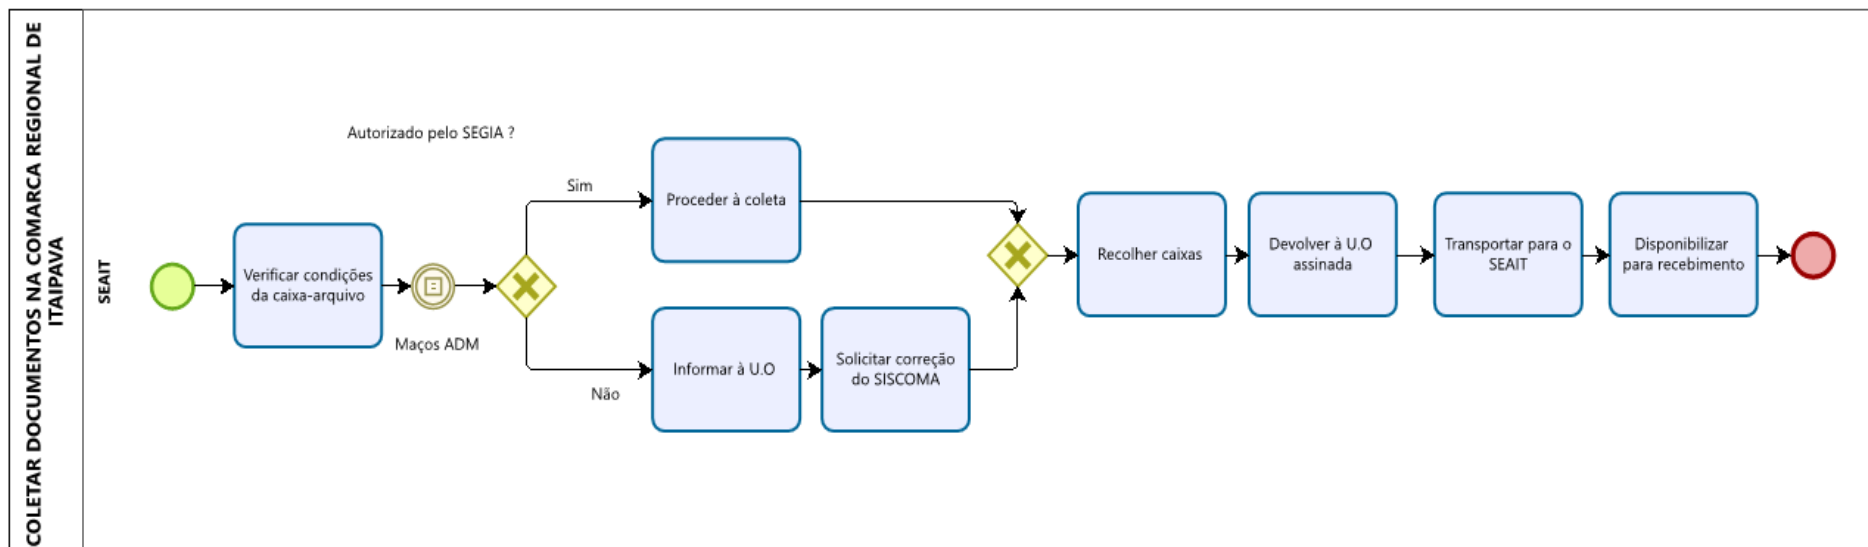 COLETAR DOCUMENTOS NA COMARCA REGIONAL DE
ITAIPAVA
SEAIT
Verificar condições
da caixa-arquivo
Maços ADM
Autorizado pelo SEGIA ?
Sim
Proceder à coleta
Não
Informar à U.O
Solicitar correção
do SISCOMA
Recolher caixas
Devolver à U.O
assinada
Transportar para o
SEAIT
Disponibilizar
para recebimento